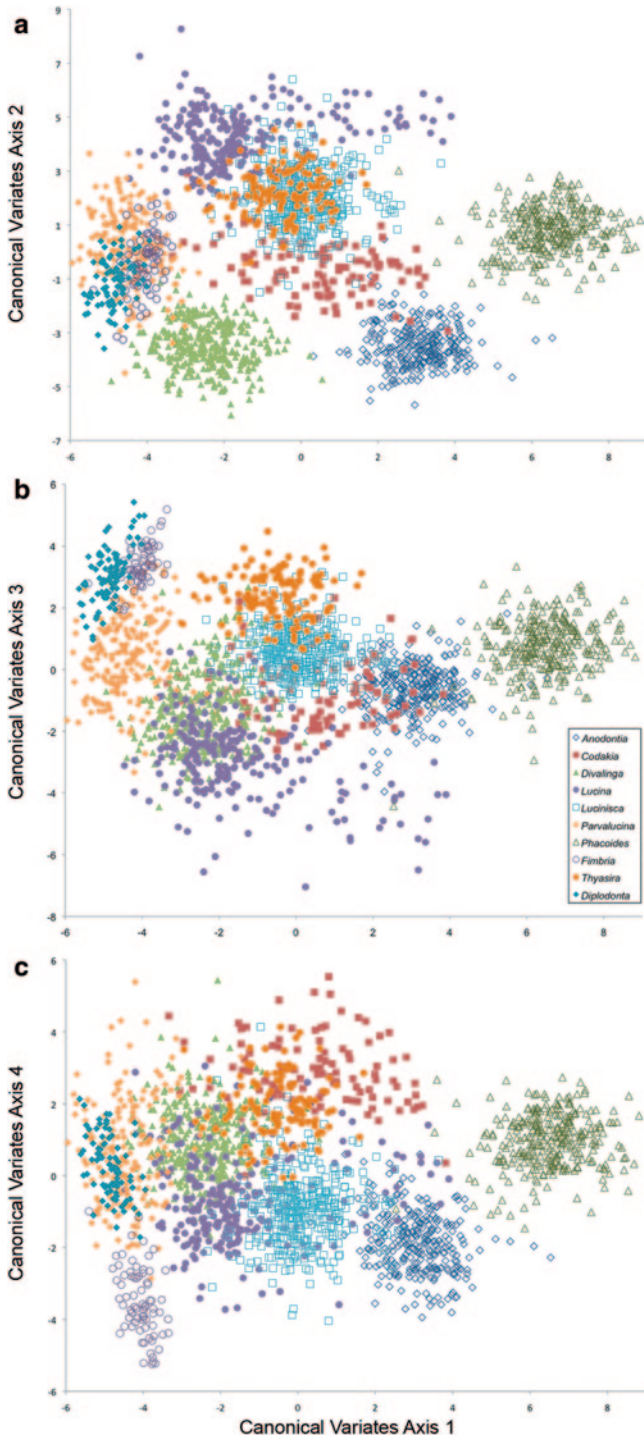 a
9
7
5
3
1
-1
-3
-5
-7
Canonical Variates Axis 2
-6 -4 -2 0 2 4 6 8
b
6
4
2
0
-2
-4
-6
-8
Canonical Variates Axis 3
-6 -4 -2 0 2 4 6 8
Anodontia
Codakia
Divalinga
Lucina
Lucinisca
Parvalucina
Phacoides
Fimbria
Thyasira
Diplodonta
c
6
4
2
0
-2
-4
-6
Canonical Variates Axis 4
-6 -4 -2 0 2 4 6 8
Canonical Variates Axis 1